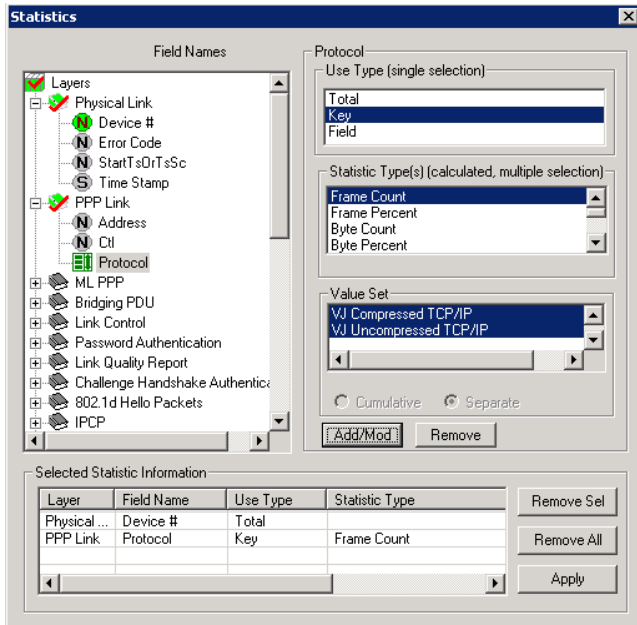 Statistics
Field Names
Layers
Physical Link
N Device #
N Error Code
N StartTsOrTsSc
S Time Stamp
PPP Link
N Address
N Ctl
Protocol
ML PPP
Bridging PDU
Link Control
Password Authentication
Link Quality Report
Challenge Handshake Authentica
802.1d Hello Packets
IPCP
Protocol
Use Type (single selection)
Total
Key
Field
Statistic Type(s) (calculated, multiple selection)
Frame Count
Frame Percent
Byte Count
Byte Percent
Value Set
VJ Compressed TCP/IP
VJ Uncompressed TCP/IP
Cumulative Separate
Add/Mod Remove
Selected Statistic Information
Layer Field Name Use Type Statistic Type
Physical ... Device # Total
PPP Link Protocol Key Frame Count
Remove Sel
Remove All
Apply